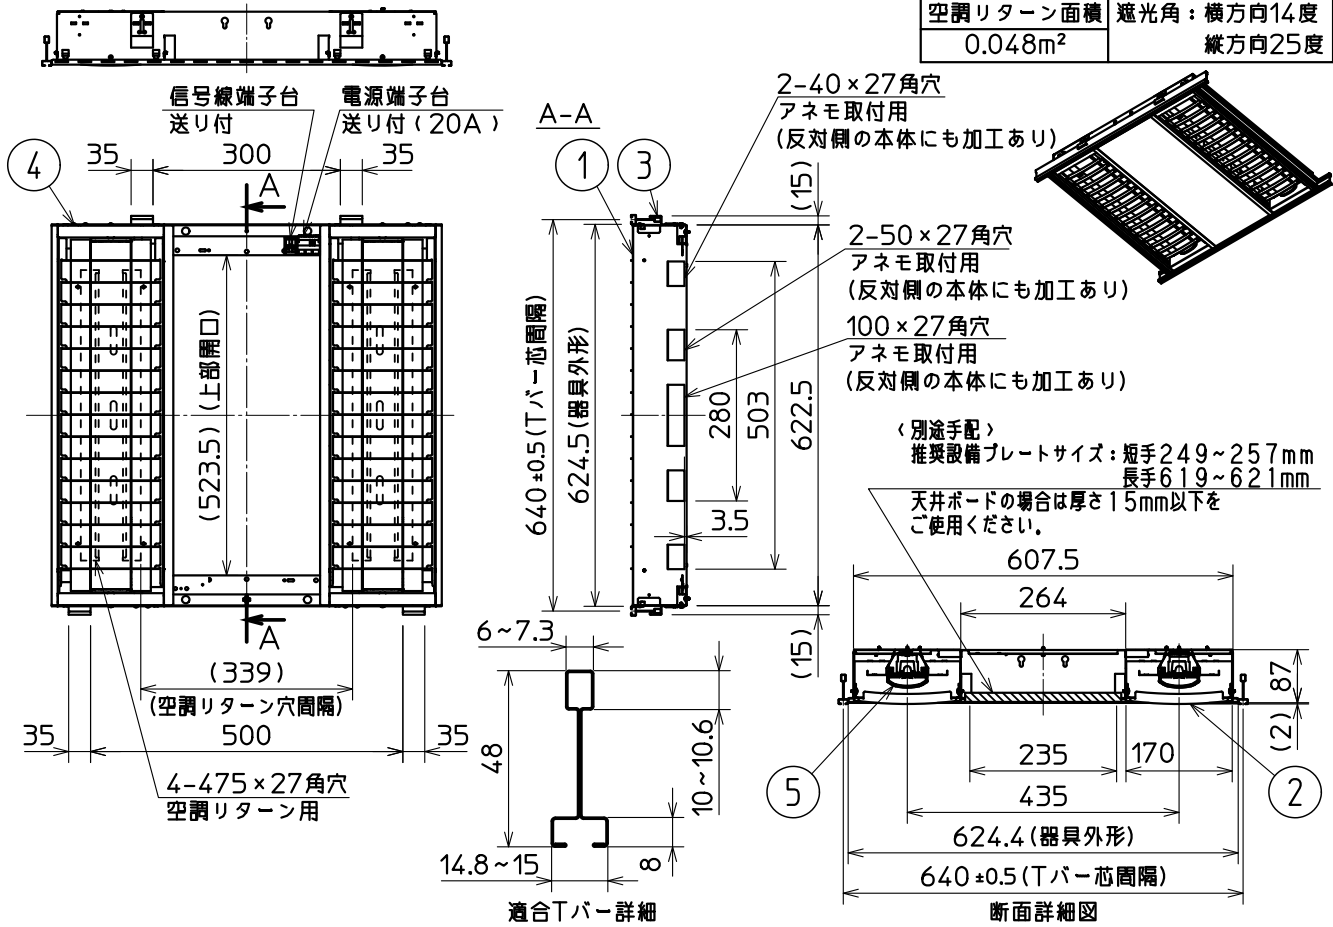 空調リターン面積
0.048m²
遮光角：横方向14度
縦方向25度
信号線端子台
送り付
電源端子台
送り付（20A）
A-A
2-40×27角穴
アネモ取付用
(反対側の本体にも加工あり)
4
35
300
35
A
1
3
(15)
2-50×27角穴
アネモ取付用
(反対側の本体にも加工あり)
100×27角穴
アネモ取付用
(反対側の本体にも加工あり)
(523.5)(上部開口)
640±0.5(Tバー芯間隔)
624.5(器具外形)
280
503
622.5
3.5
〈別途手配〉
推奨設備プレートサイズ：短手249~257mm
長手619~621mm
天井ボードの場合は厚さ15mm以下を
ご使用ください。
607.5
264
A
(15)
6~7.3
(339)
(空調リターン穴間隔)
35
500
35
48
10~10.6
87
(2)
235
170
4-475×27角穴
空調リターン用
5
435
2
14.8~15
8
624.4(器具外形)
640±0.5(Tバー芯間隔)
適合Tバー詳細
断面詳細図